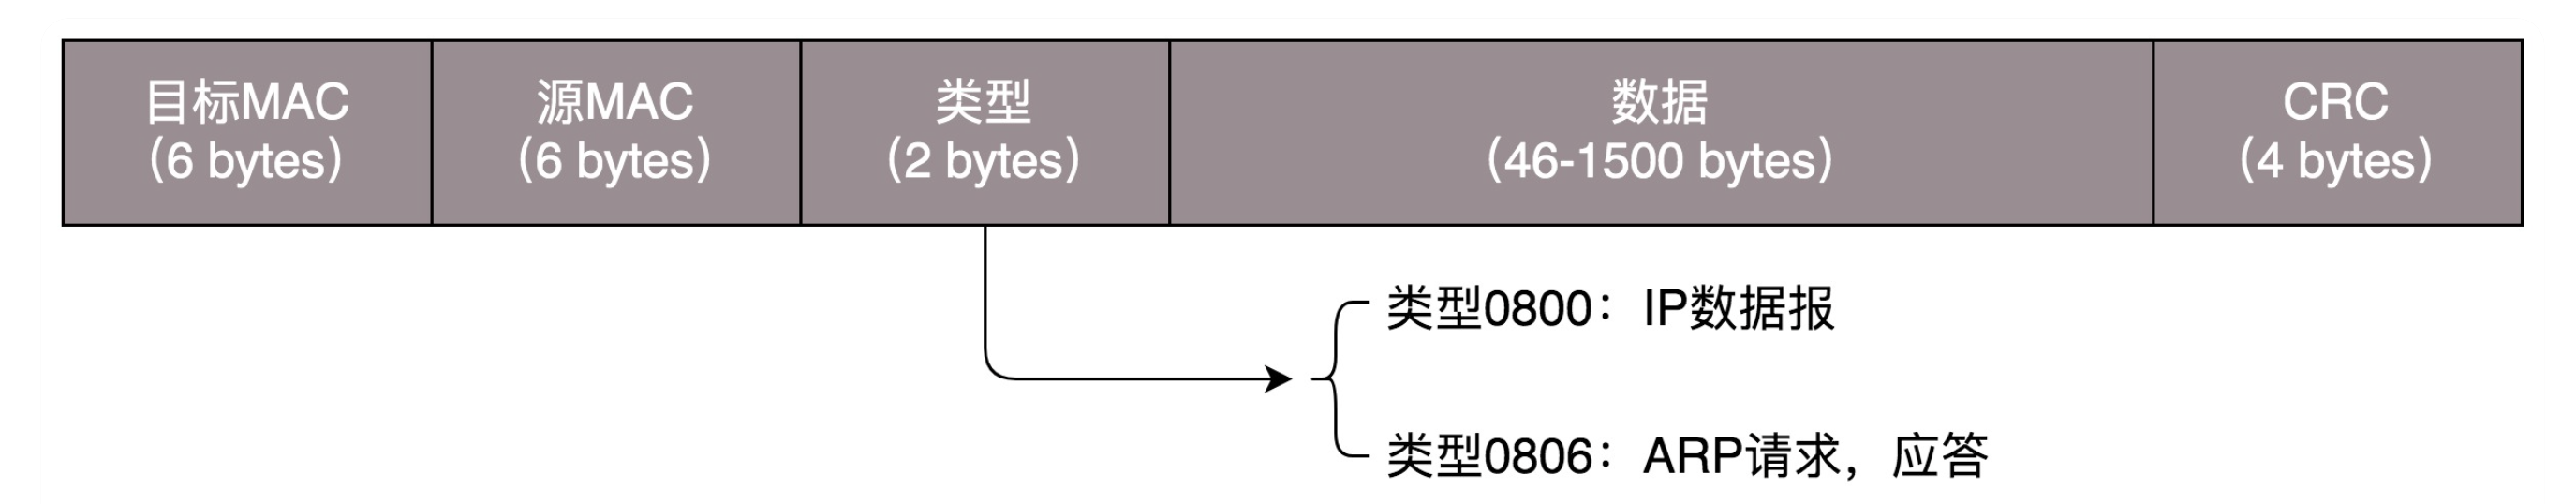 目标MAC
(6 bytes)
源MAC
(6 bytes)
类型
(2 bytes)
数据
(46-1500 bytes)
CRC
(4 bytes)
类型0800：IP数据报
类型0806：ARP请求，应答